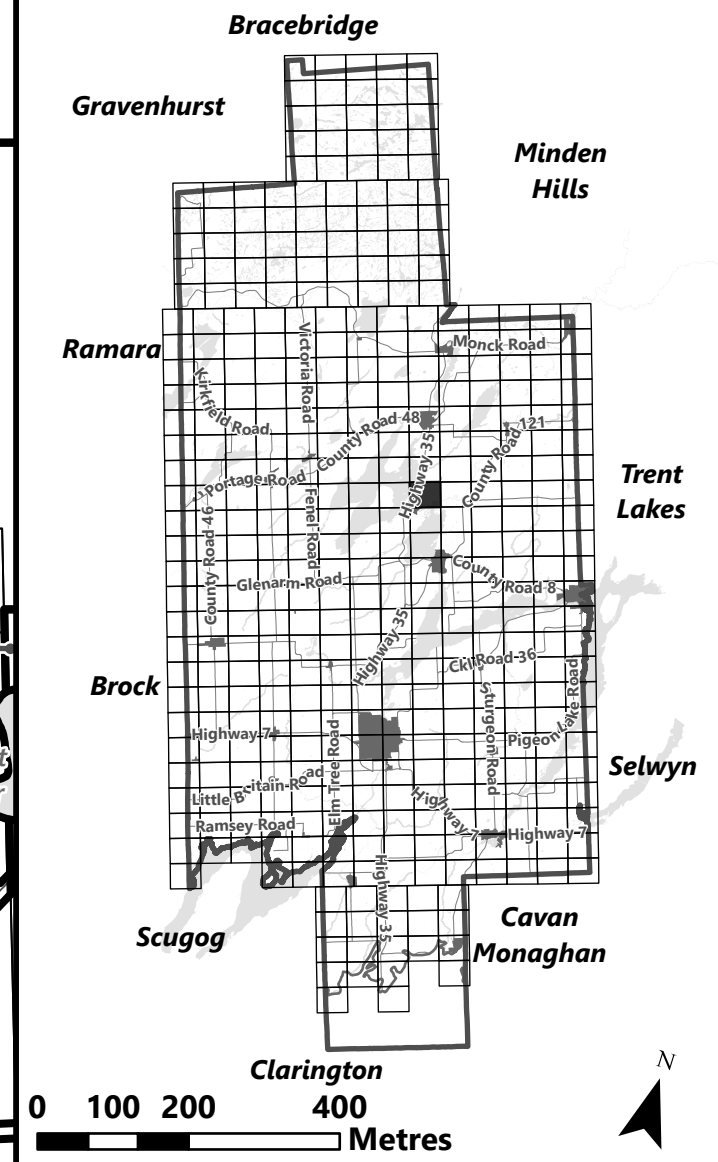 Bracebridge
Gravenhurst
Minden
Hills
Ramara
Monck Road
Victoria Road
Kirkfield Road
County Road 48
County Road 121
Highway 35
Portage Road
Fenel Road
Trent
Lakes
County Road 46
Glenarm Road
County Road 8
Highway 35
Ckl Road 36
Brock
Sturgeon Road
Pigeon Lake Road
Highway 7
Elm Tree Road
Selwyn
Little Britain Road
Ramsey Road
Highway 7
Highway 7
Highway 35
Scugog
Cavan
Monaghan
Clarington
N
0 100 200 400
Metres